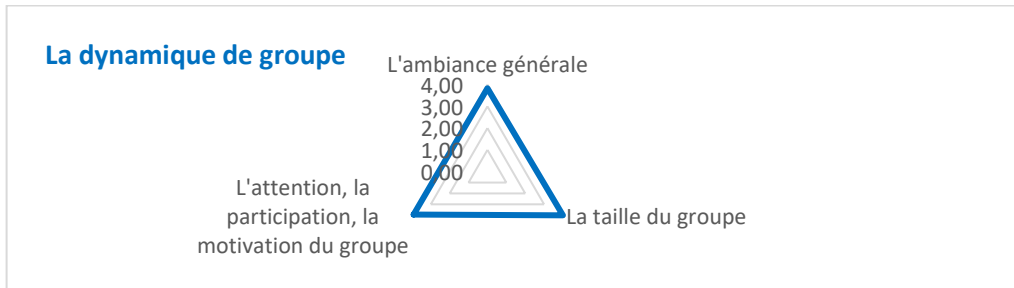 La dynamique de groupe
L'ambiance générale
4,00
3,00
2,00
1,00
0,00
L'attention, la
participation, la
motivation du groupe
La taille du groupe